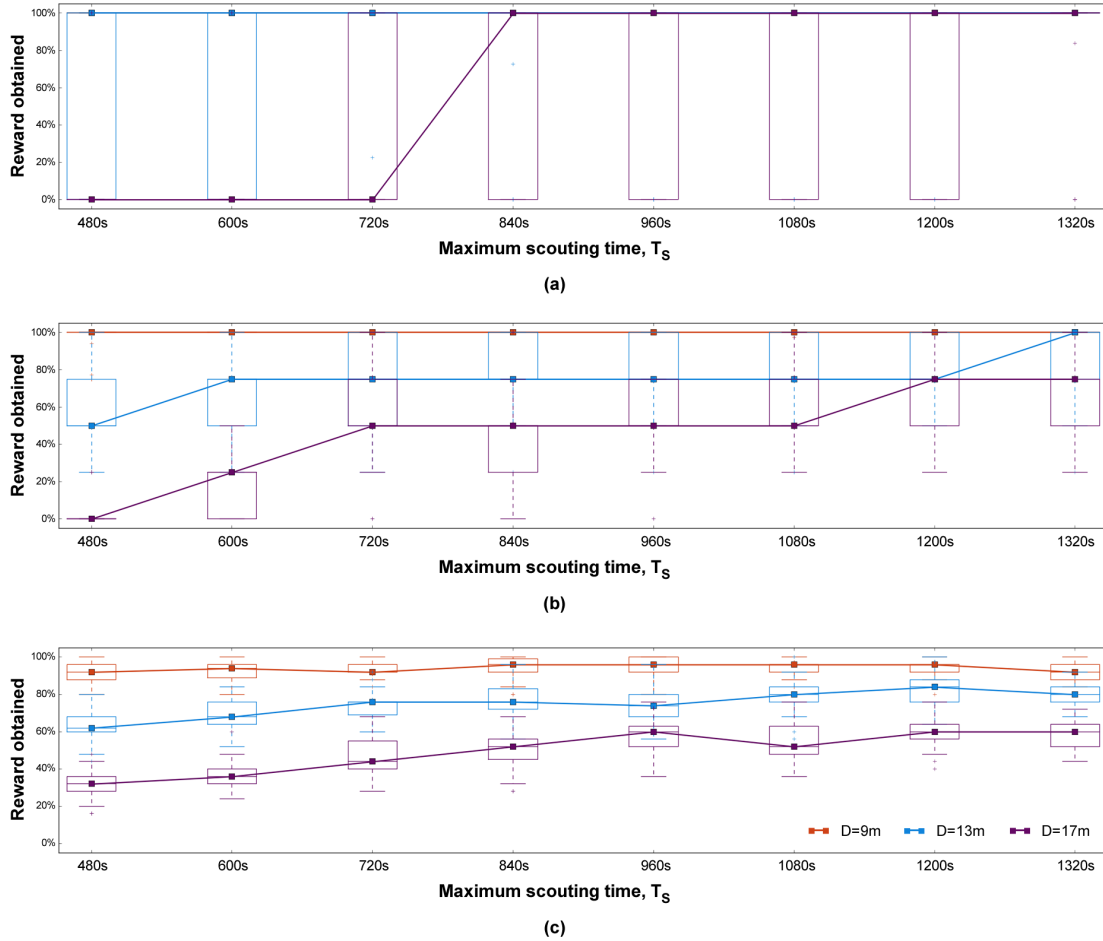 100%
80%
60%
40%
20%
0%
Reward obtained
480s 600s 720s 840s 960s 1080s 1200s 1320s
Maximum scouting time, T_S
(a)
100%
80%
60%
40%
20%
0%
Reward obtained
480s 600s 720s 840s 960s 1080s 1200s 1320s
Maximum scouting time, T_S
(b)
100%
80%
60%
40%
20%
0%
Reward obtained
D=9m D=13m D=17m
480s 600s 720s 840s 960s 1080s 1200s 1320s
Maximum scouting time, T_S
(c)